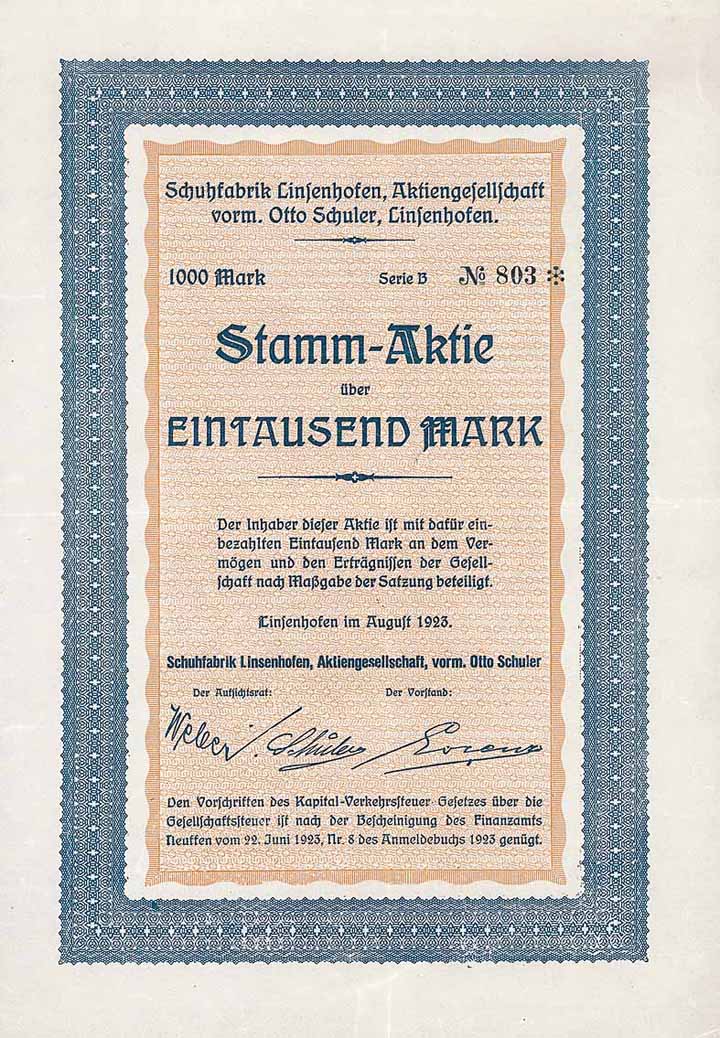 Schuhfabrik Linsenhofen, Aktiengesellschaft
vorm. Otto Schuler, Linsenhofen.
1000 Mark Serie B № 803 ✻
Stamm-Aktie
über
EINTAUSEND MARK
Der Inhaber dieser Aktie ist mit dafür ein-
bezahlten Eintausend Mark an dem Ver-
mögen und den Erträgnissen der Gesell-
schaft nach Maßgabe der Satzung beteiligt.
Linsenhofen im August 1923.
Schuhfabrik Linsenhofen, Aktiengesellschaft, vorm. Otto Schuler
Der Aufsichtsrat: Der Vorstand:
Weber Schuler
Den Vorschriften des Kapital-Verkehrssteuer Gesetzes über die
Gesellschaftssteuer ist nach der Bescheinigung des Finanzamts
Neuffen vom 22. Juni 1923, Nr. 8 des Anmeldebuchs 1923 genügt.